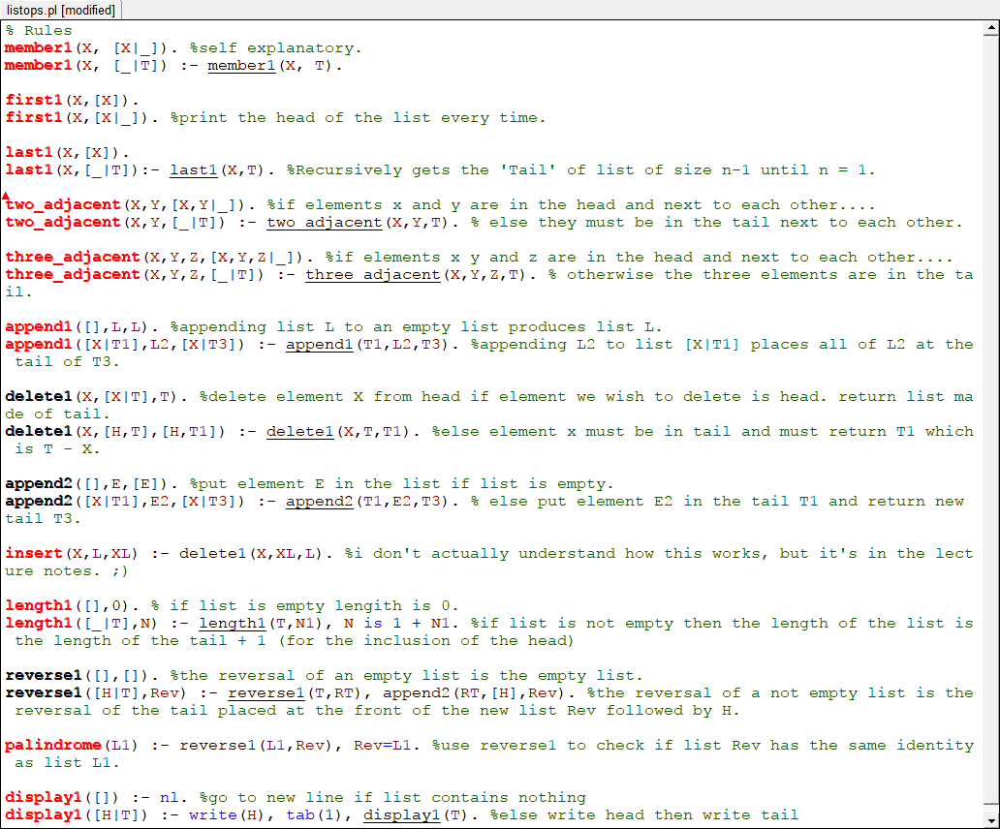 listops.pl [modified]
% Rules
member1(X, [X|_]). %self explanatory.
member1(X, [_|T]) :- member1(X, T).
first1(X,[X]).
first1(X,[X|_]). %print the head of the list every time.
last1(X,[X]).
last1(X,[_|T]):- last1(X,T). %Recursively gets the 'Tail' of list of size n-1 until n = 1.
two_adjacent(X,Y,[X,Y|_]). %if elements x and y are in the head and next to each other....
two_adjacent(X,Y,[_|T]) :- two_adjacent(X,Y,T). % else they must be in the tail next to each other.
three_adjacent(X,Y,Z,[X,Y,Z|_]). %if elements x y and z are in the head and next to each other....
three_adjacent(X,Y,Z,[_|T]) :- three_adjacent(X,Y,Z,T). % otherwise the three elements are in the ta
il.
append1([],L,L). %appending list L to an empty list produces list L.
append1([X|T1],L2,[X|T3]) :- append1(T1,L2,T3). %appending L2 to list [X|T1] places all of L2 at the
tail of T3.
delete1(X,[X|T],T). %delete element X from head if element we wish to delete is head. return list ma
de of tail.
delete1(X,[H,T],[H,T1]) :- delete1(X,T,T1). %else element x must be in tail and must return T1 which
is T - X.
append2([],E,[E]). %put element E in the list if list is empty.
append2([X|T1],E2,[X|T3]) :- append2(T1,E2,T3). % else put element E2 in the tail T1 and return new
tail T3.
insert(X,L,XL) :- delete1(X,XL,L). %i don't actually understand how this works, but it's in the lect
ure notes. ;)
length1([],0). % if list is empty lengith is 0.
length1([_|T],N) :- length1(T,N1), N is 1 + N1. %if list is not empty then the length of the list is
the length of the tail + 1 (for the inclusion of the head)
reverse1([],[]). %the reversal of an empty list is the empty list.
reverse1([H|T],Rev) :- reverse1(T,RT), append2(RT,[H],Rev). %the reversal of a not empty list is the
reversal of the tail placed at the front of the new list Rev followed by H.
palindrome(L1) :- reverse1(L1,Rev), Rev=L1. %use reverse1 to check if list Rev has the same identity
as list L1.
display1([]) :- nl. %go to new line if list contains nothing
display1([H|T]) :- write(H), tab(1), display1(T). %else write head then write tail